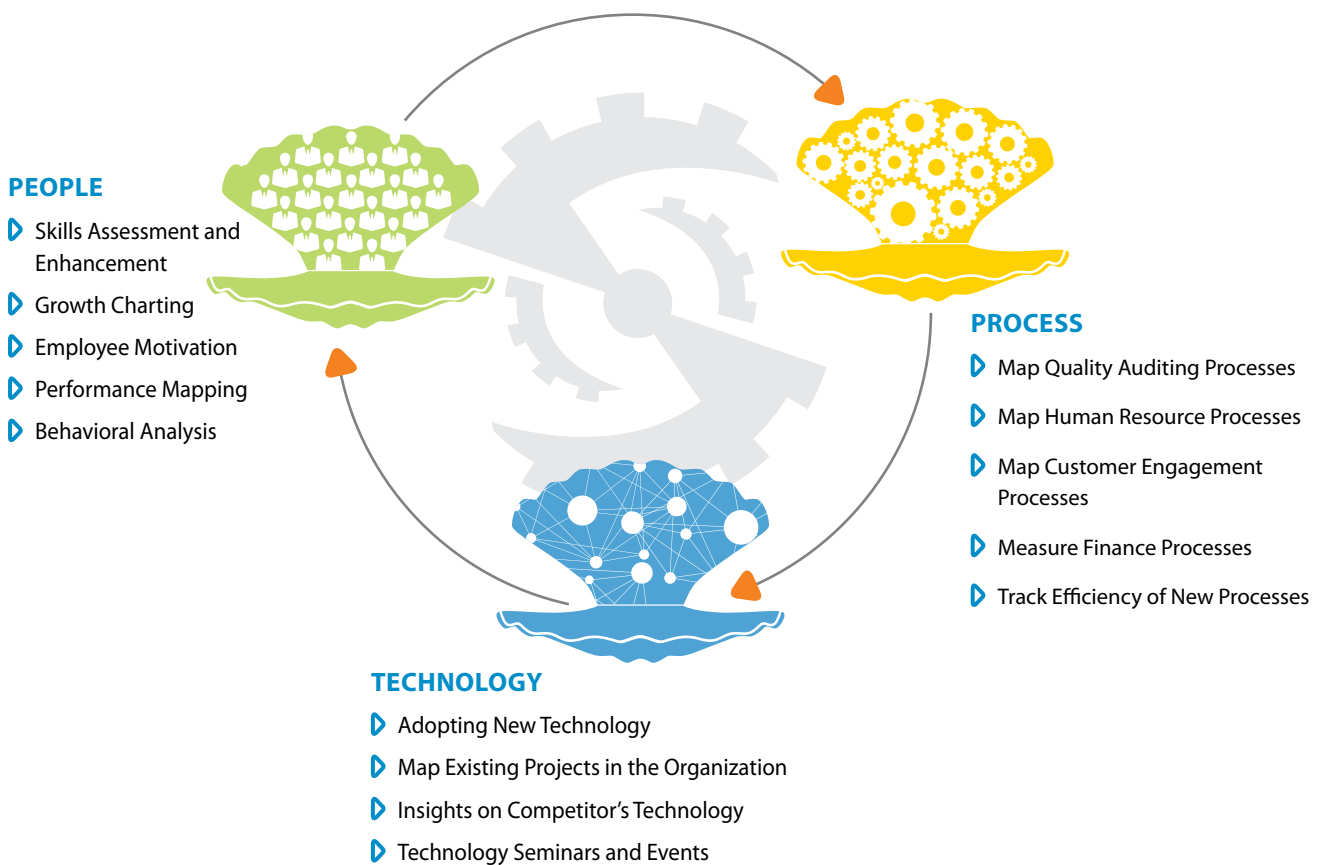 PEOPLE
Skills Assessment and
Enhancement
Growth Charting
Employee Motivation
Performance Mapping
Behavioral Analysis
PROCESS
Map Quality Auditing Processes
Map Human Resource Processes
Map Customer Engagement
Processes
Measure Finance Processes
Track Efficiency of New Processes
TECHNOLOGY
Adopting New Technology
Map Existing Projects in the Organization
Insights on Competitor’s Technology
Technology Seminars and Events